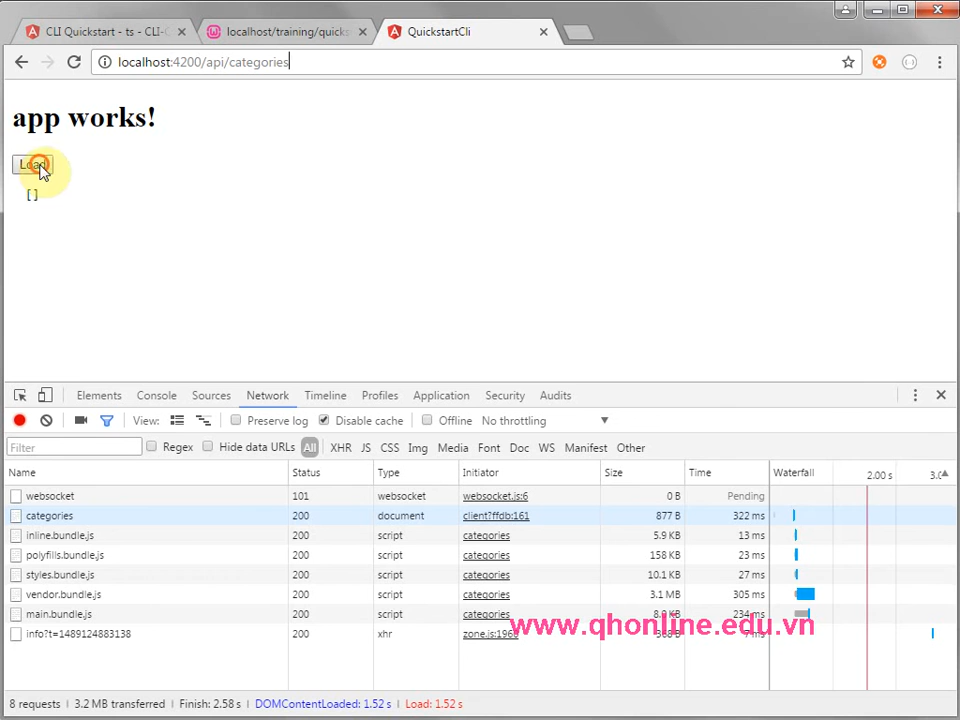 CLI Quickstart - ts - CLI-
localhost/training/quicks
QuickstartCli
localhost:4200/api/categories
app works!
Load
[ ]
Elements Console Sources Network Timeline Profiles Application Security Audits
View: Preserve log Disable cache Offline No throttling
Filter Regex Hide data URLs All XHR JS CSS Img Media Font Doc WS Manifest Other
Name Status Type Initiator Size Time Waterfall 2.00 s
websocket 101 websocket websocket.js:6 0 B Pending
categories 200 document client?ffdb:161 877 B 322 ms
inline.bundle.js 200 script categories 5.9 KB 13 ms
polyfills.bundle.js 200 script categories 158 KB 23 ms
styles.bundle.js 200 script categories 10.1 KB 27 ms
vendor.bundle.js 200 script categories 3.1 MB 305 ms
main.bundle.js 200 script categories 234 ms
www.qhonline.edu.vn
info?t=1489124883138 200 xhr
8 requests | 3.2 MB transferred | Finish: 2.58 s | DOMContentLoaded: 1.52 s | Load: 1.52 s